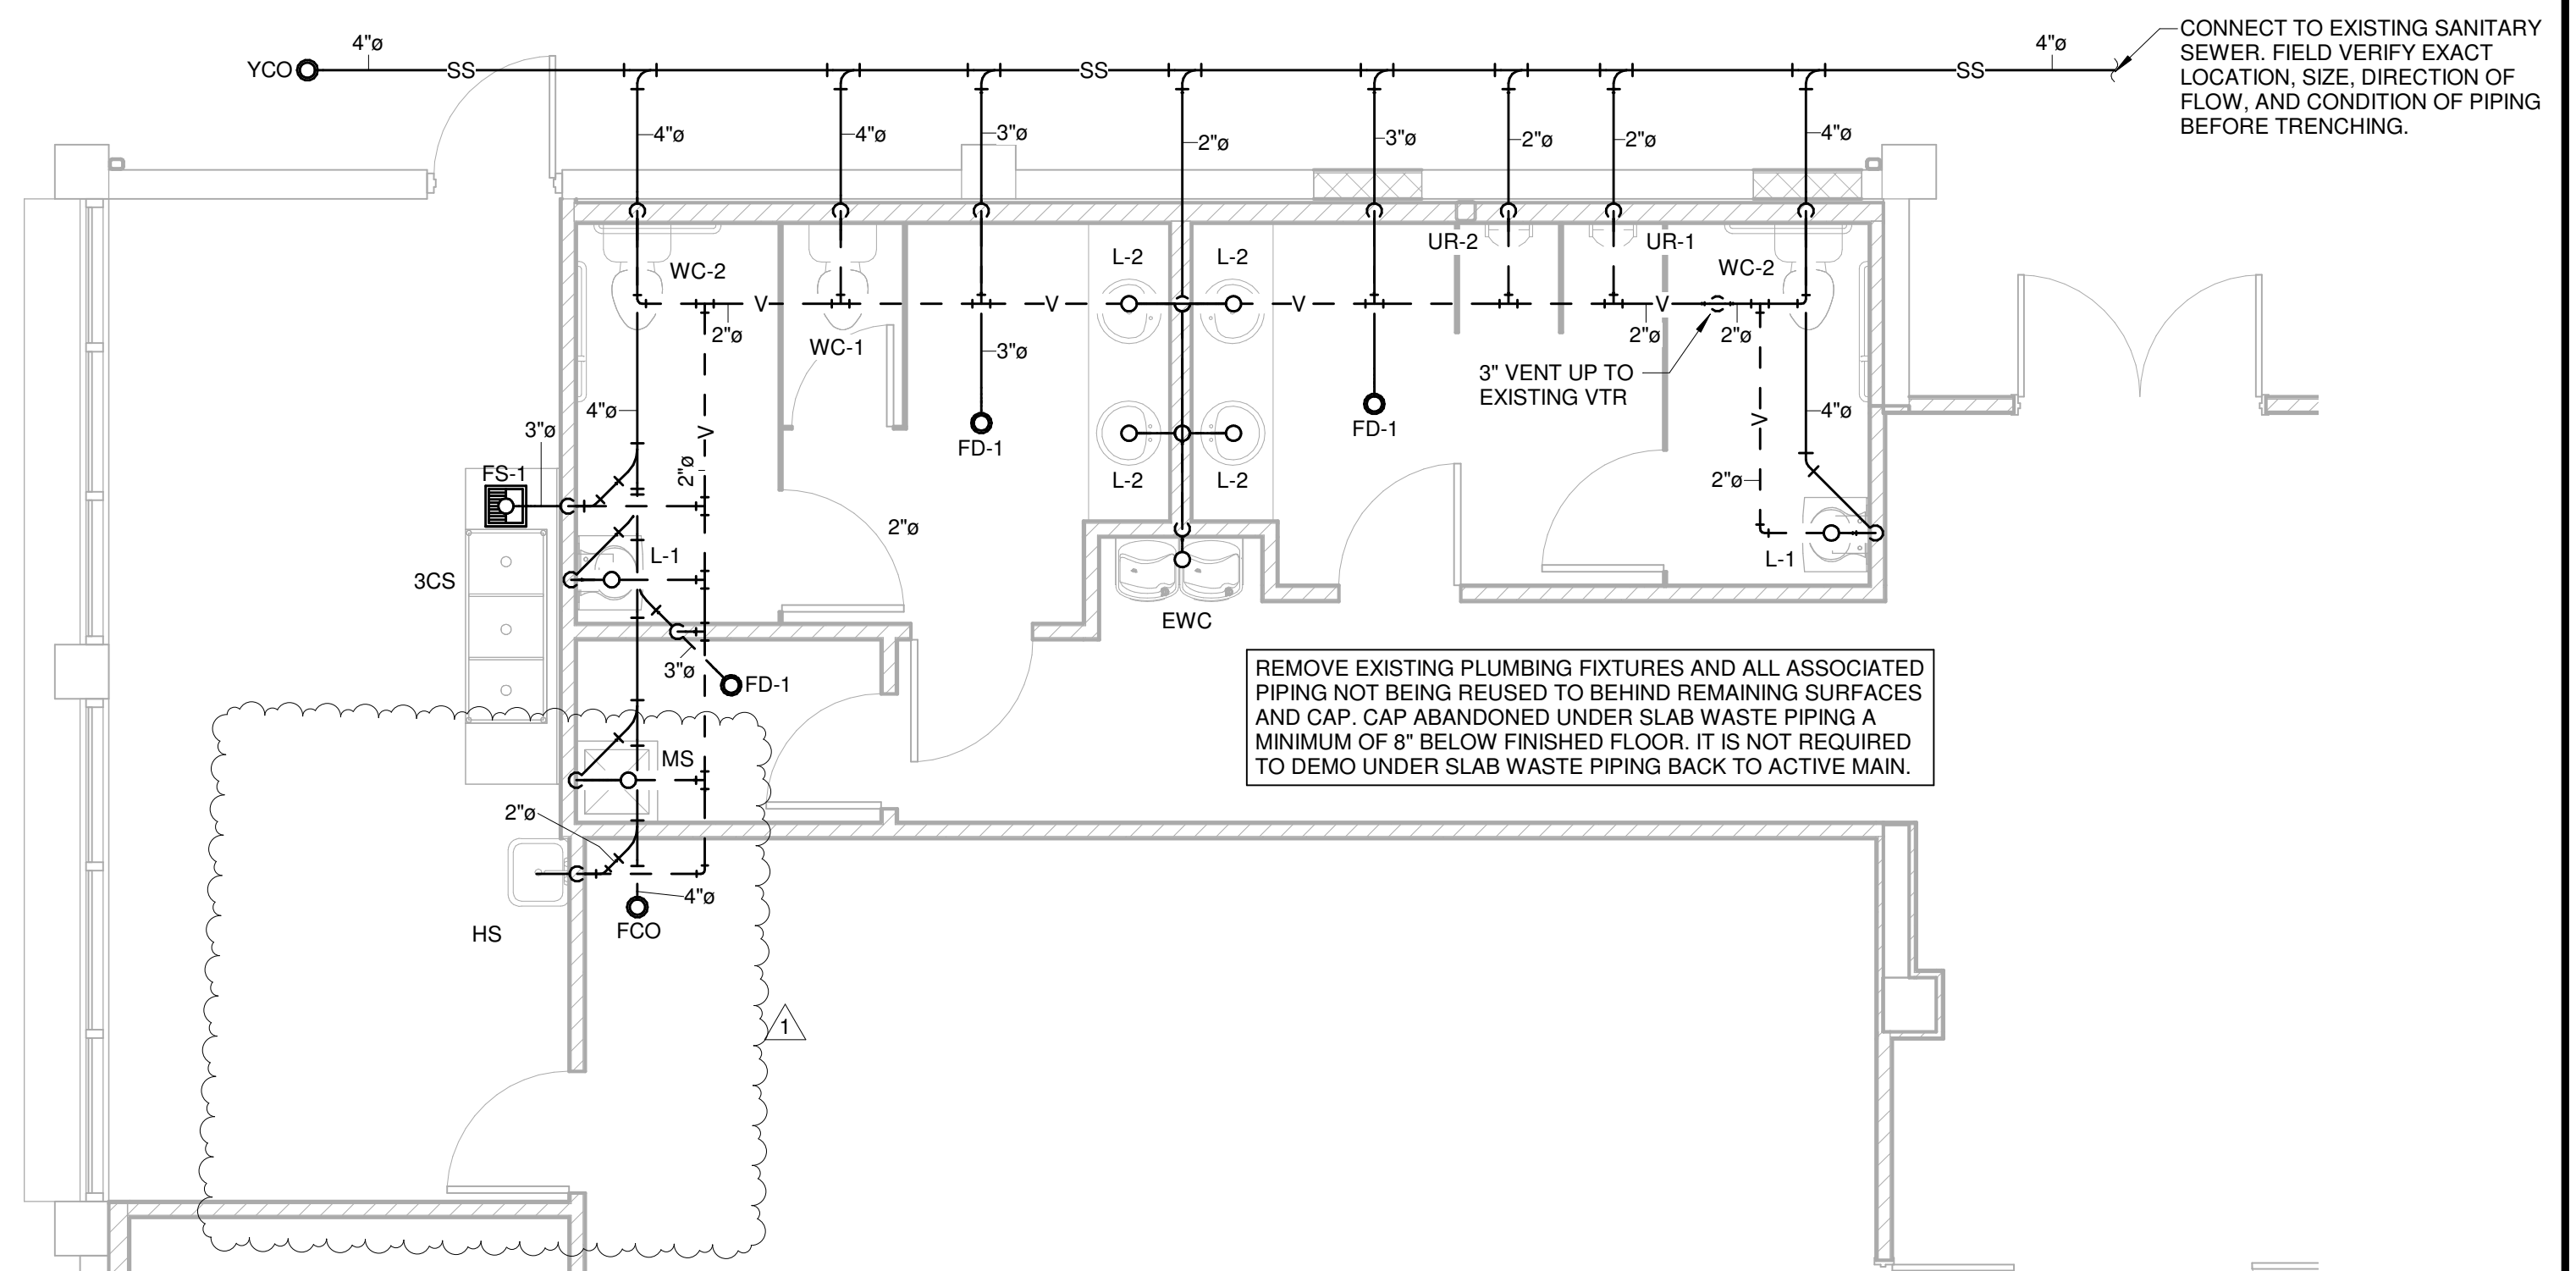 4"ø
4"ø
YCO
SS
SS
SS
CONNECT TO EXISTING SANITARY
SEWER. FIELD VERIFY EXACT
LOCATION, SIZE, DIRECTION OF
FLOW, AND CONDITION OF PIPING
BEFORE TRENCHING.
4"ø
4"ø
3"ø
2"ø
3"ø
2"ø
2"ø
4"ø
WC-2
L-2
L-2
UR-2
UR-1
WC-2
V
V
V
V
2"ø
WC-1
3"ø
2"ø
2"ø
3" VENT UP TO
EXISTING VTR
4"ø
3"ø
V
FD-1
FD-1
V
4"ø
FS-1
2"ø
L-2
L-2
2"ø
2"ø
3CS
L-1
L-1
EWC
3"ø
FD-1
REMOVE EXISTING PLUMBING FIXTURES AND ALL ASSOCIATED
PIPING NOT BEING REUSED TO BEHIND REMAINING SURFACES
AND CAP. CAP ABANDONED UNDER SLAB WASTE PIPING A
MINIMUM OF 8" BELOW FINISHED FLOOR. IT IS NOT REQUIRED
TO DEMO UNDER SLAB WASTE PIPING BACK TO ACTIVE MAIN.
MS
2"ø
4"ø
FCO
HS
1